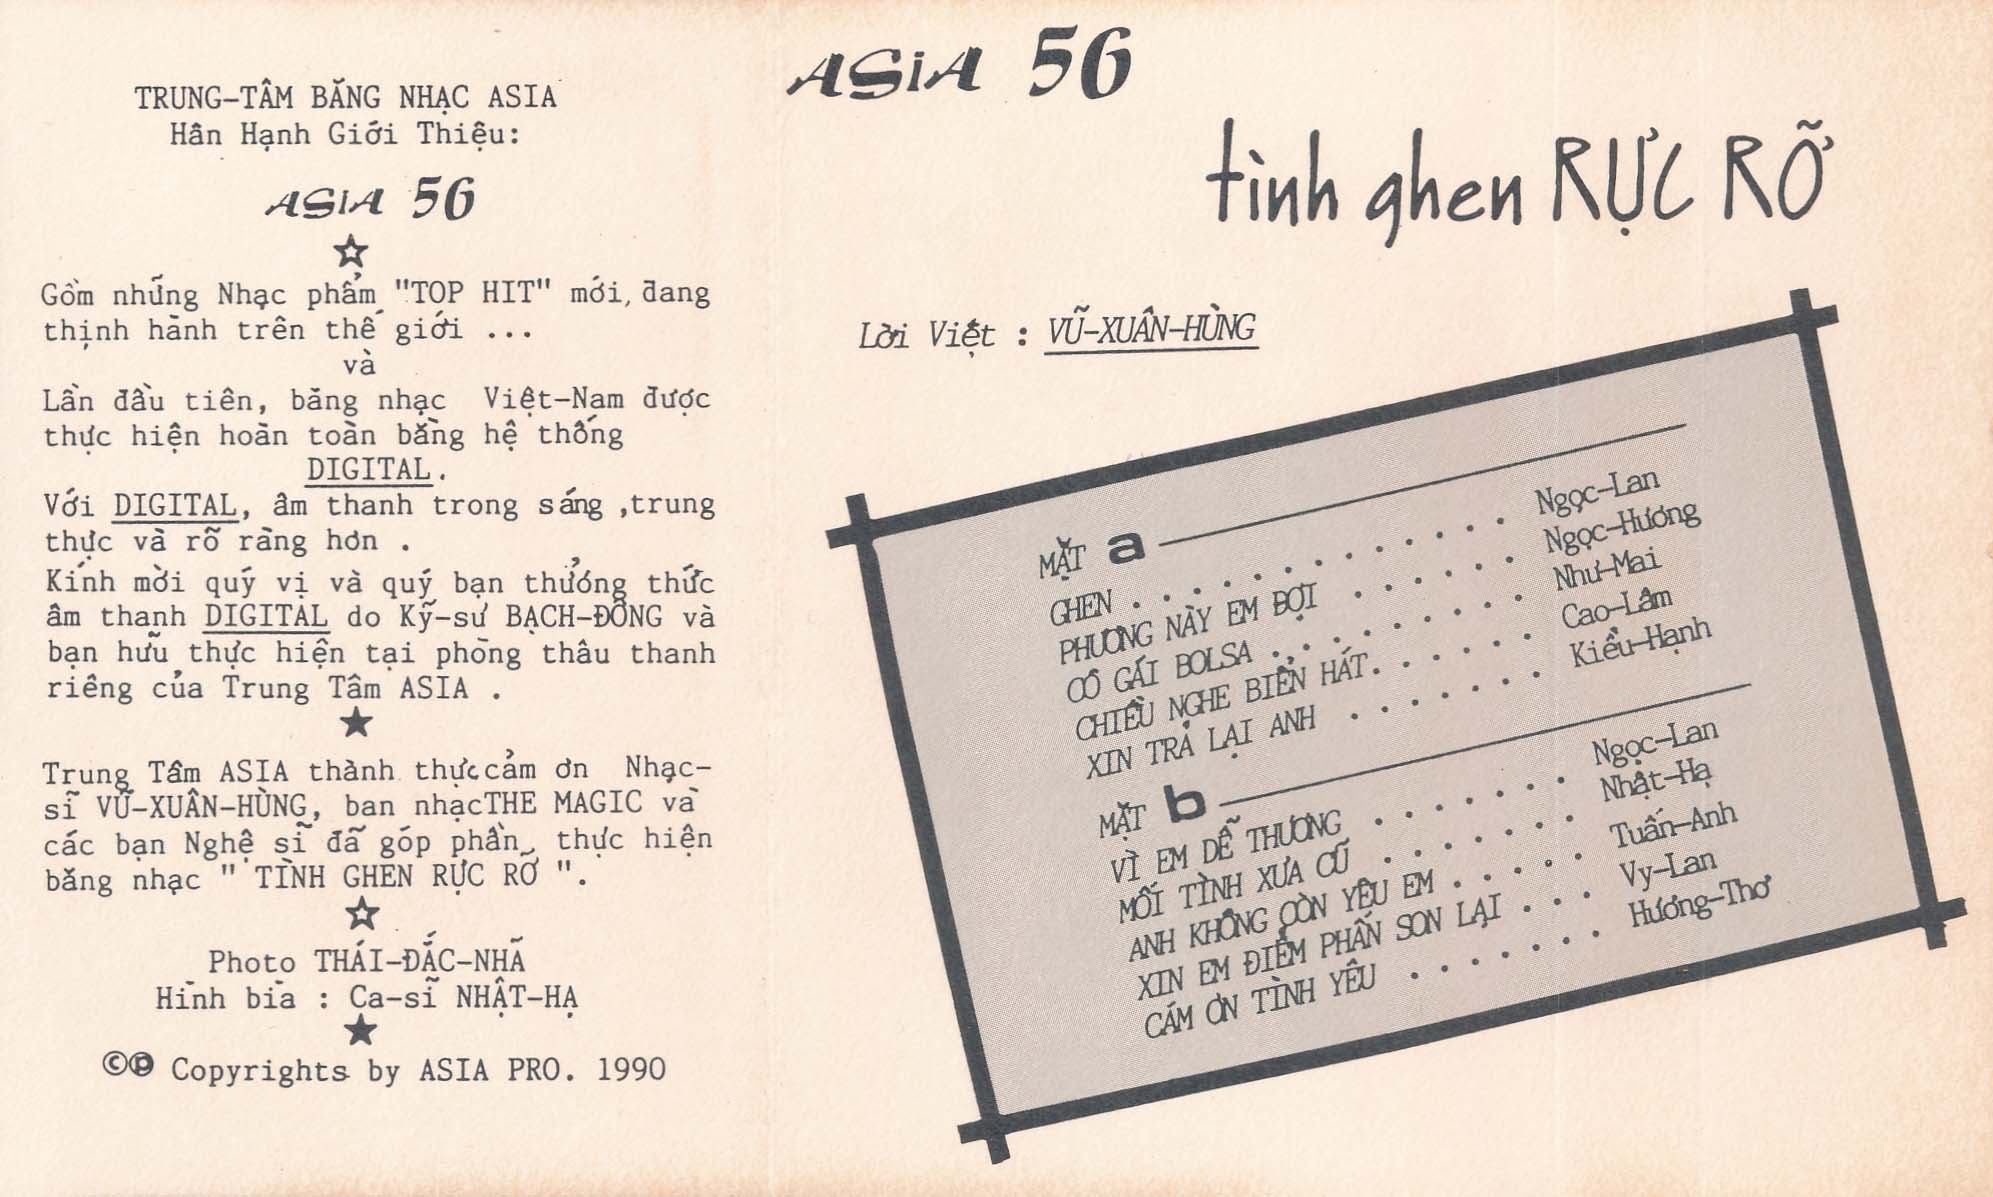 TRUNG-TÂM BĂNG NHẠC ASIA
Hân Hạnh Giới Thiệu:
ASiA 56
Gồm những Nhạc phẩm "TOP HIT" mới, đang
thịnh hành trên thế giới ...
và
Lần đầu tiên, băng nhạc Việt-Nam được
thực hiện hoàn toàn bằng hệ thống
DIGITAL.
Với DIGITAL, âm thanh trong sáng ,trung
thực và rõ ràng hơn .
Kính mời quý vị và quý bạn thưởng thức
âm thanh DIGITAL do Kỹ-sư BẠCH-ĐÔNG và
bạn hữu thực hiện tại phòng thâu thanh
riêng của Trung Tâm ASIA .
Trung Tâm ASIA thành thực cảm ơn Nhạc-
sĩ VŨ-XUÂN-HÙNG, ban nhạc THE MAGIC và
các bạn Nghệ sĩ đã góp phần thực hiện
băng nhạc " TÌNH GHEN RỰC RỠ ".
Photo THÁI-ĐẮC-NHÃ
Hình bìa : Ca-sĩ NHẬT-HẠ
©℗ Copyrights by ASIA PRO. 1990
ASiA 56
tình ghen RỰC RỠ
Lời Việt : VŨ-XUÂN-HÙNG
MẶT a
GHEN . . . . . . . . . . . . . Ngọc-Lan
PHƯƠNG NÀY EM ĐỢI . . . . . . Ngọc-Hương
CÔ GÁI BOLSA . . . . . . . . . Như-Mai
CHIỀU NGHE BIỂN HÁT. . . . . . Cao-Lâm
XIN TRẢ LẠI ANH . . . . . . . Kiều-Hạnh
MẶT b
VÌ EM DỄ THƯƠNG . . . . . . . Ngọc-Lan
MỐI TÌNH XƯA CŨ . . . . . . . Nhật-Hạ
ANH KHÔNG CÒN YÊU EM . . . . . Tuấn-Anh
XIN EM ĐIỂM PHẤN SON LẠI . . . Vy-Lan
CÁM ƠN TÌNH YÊU . . . . . . . Hương-Thơ